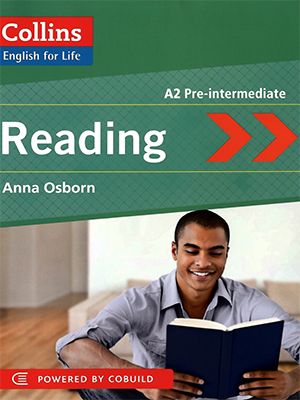 Collins
English for Life
A2 Pre-intermediate
Reading
Anna Osborn
POWERED BY COBUILD